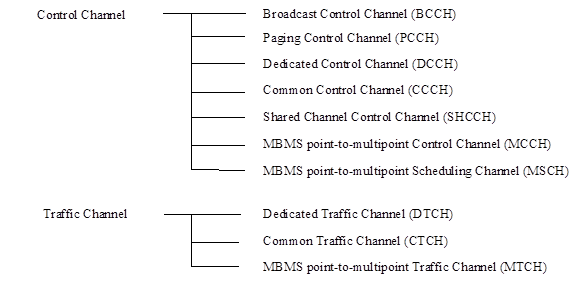 Control Channel Broadcast Control Channel (BCCH)
Paging Control Channel (PCCH)
Dedicated Control Channel (DCCH)
Common Control Channel (CCCH)
Shared Channel Control Channel (SHCCH)
MBMS point-to-multipoint Control Channel (MCCH)
MBMS point-to-multipoint Scheduling Channel (MSCH)
Traffic Channel Dedicated Traffic Channel (DTCH)
Common Traffic Channel (CTCH)
MBMS point-to-multipoint Traffic Channel (MTCH)